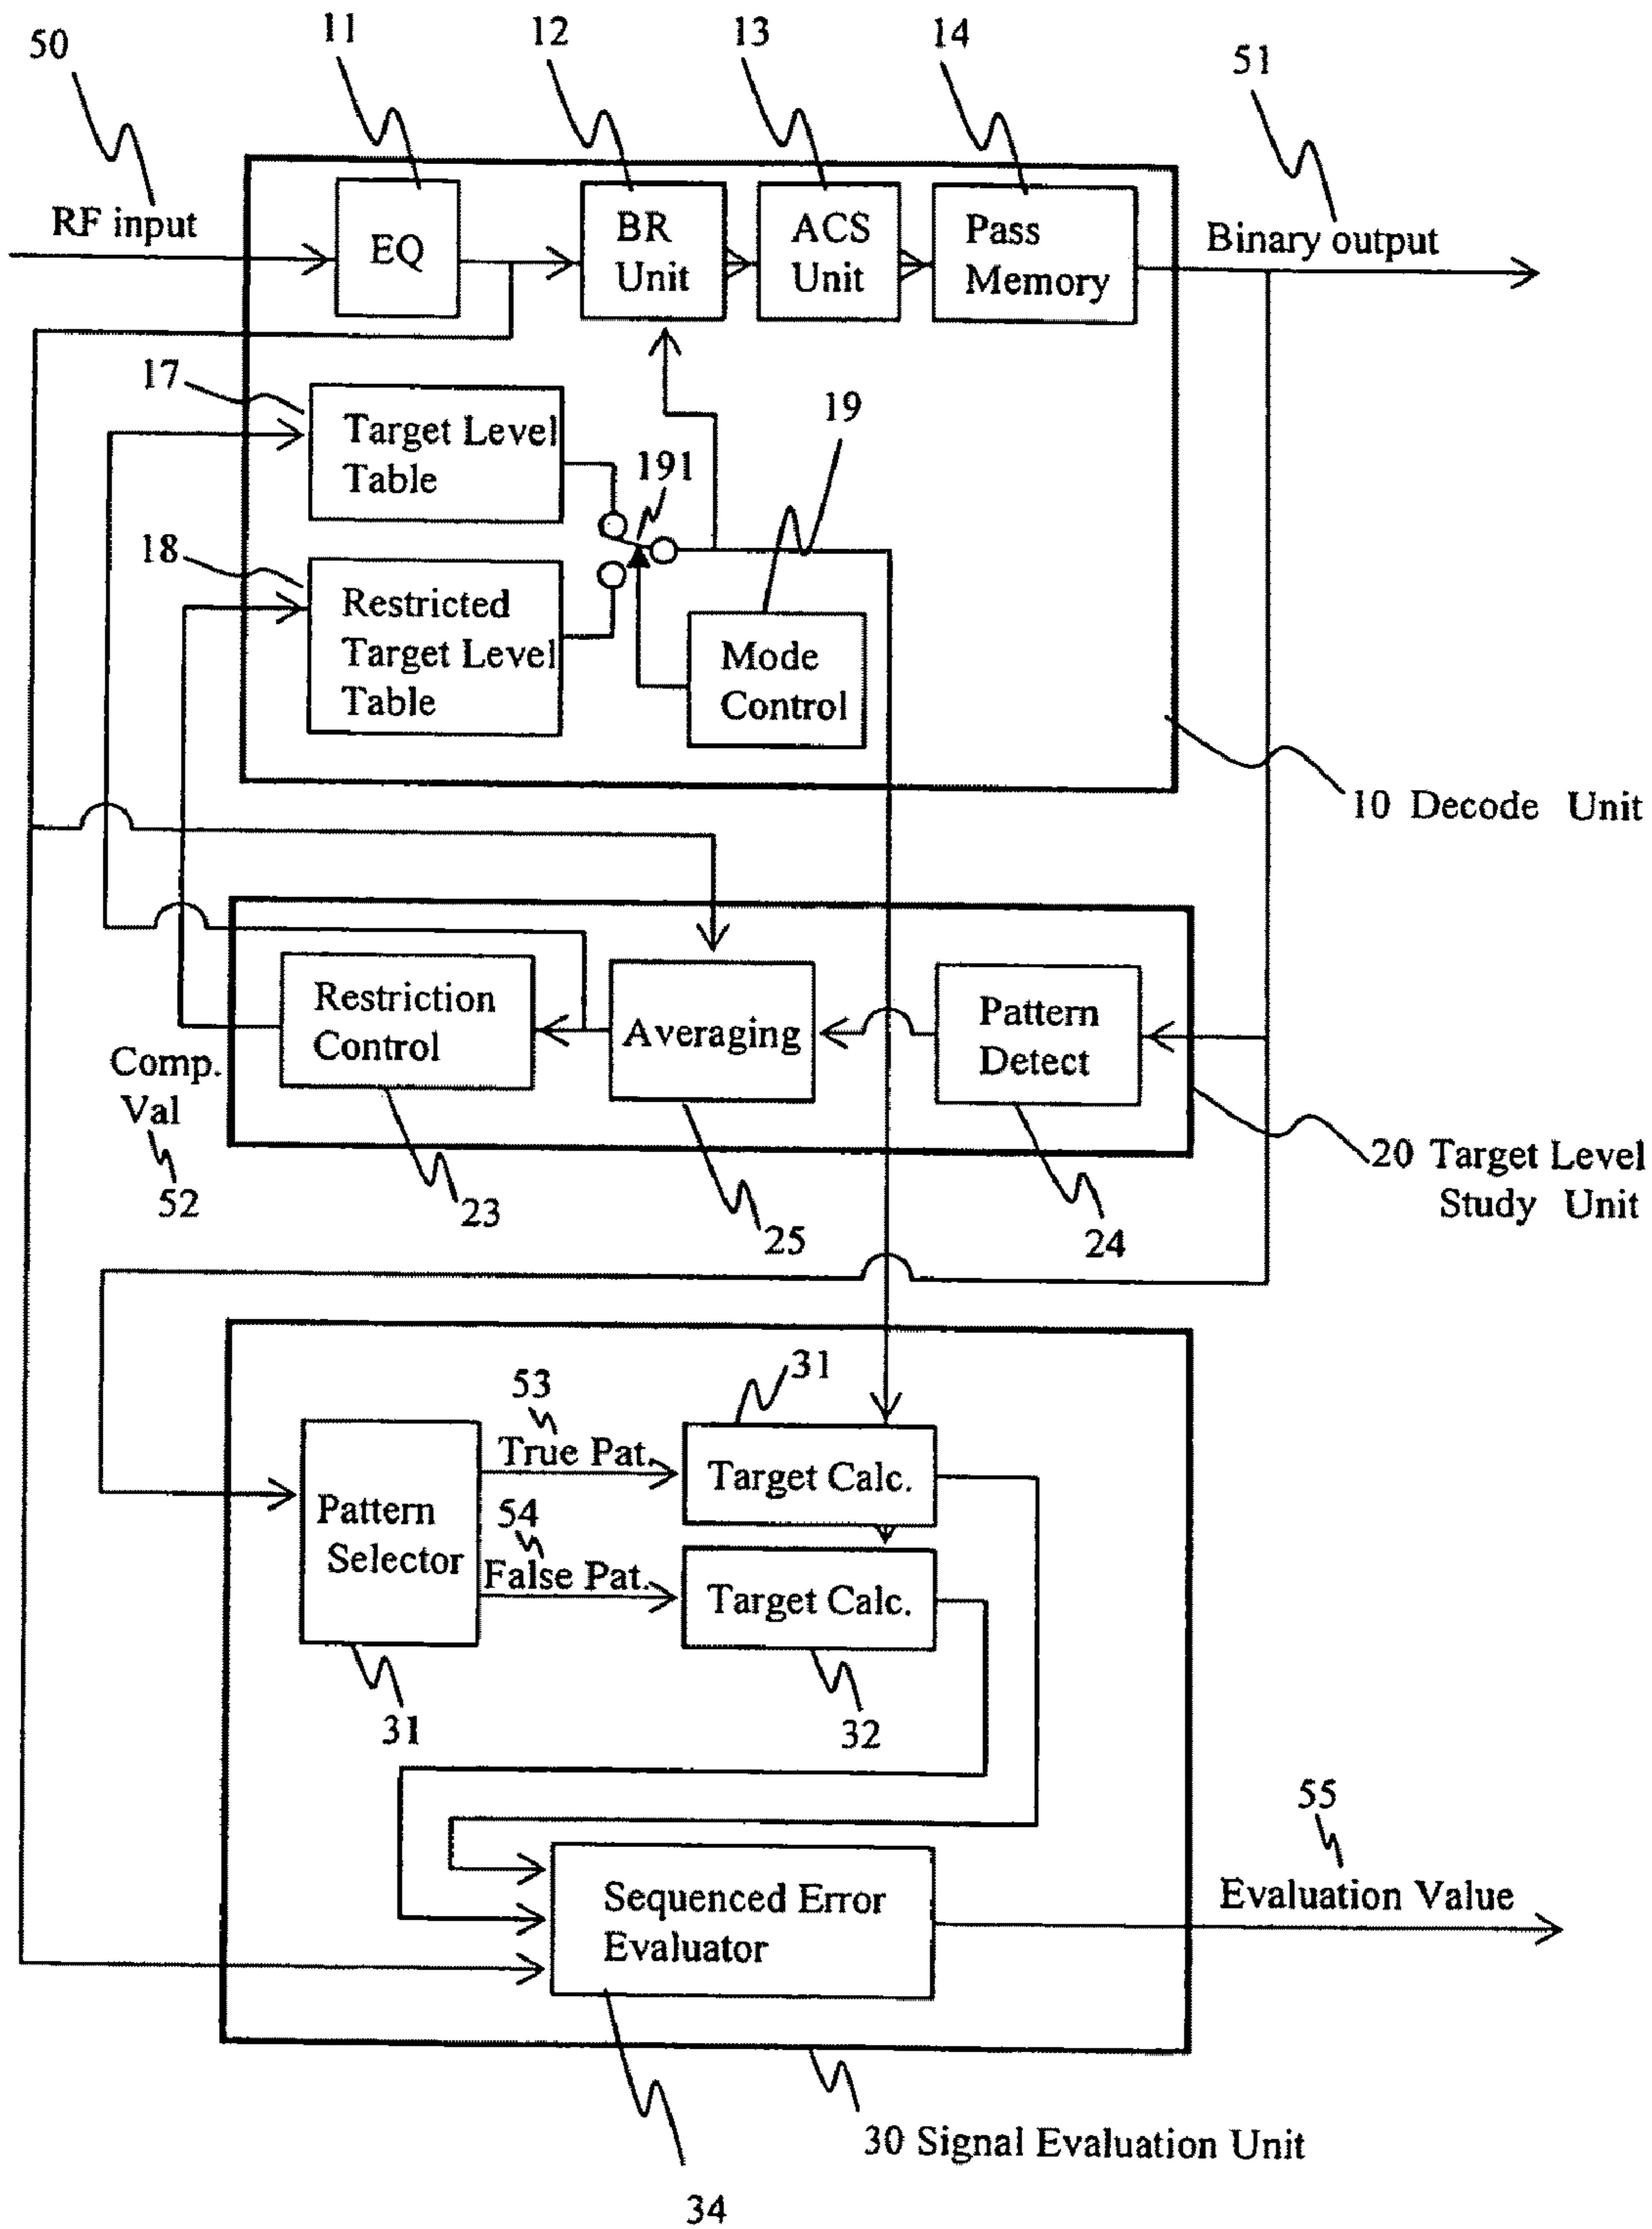 50
11
12
13
14
51
RF input
EQ
BR
Unit
ACS
Unit
Pass
Memory
Binary output
17
Target Level
Table
19
191
18
Restricted
Target Level
Table
Mode
Control
10 Decode Unit
Restriction
Control
Averaging
Pattern
Detect
Comp.
Val
52
23
25
24
20 Target Level
Study Unit
31
53
True Pat.
Target Calc.
Pattern
Selector
54
False Pat.
Target Calc.
31
32
55
Sequenced Error
Evaluator
Evaluation Value
30 Signal Evaluation Unit
34